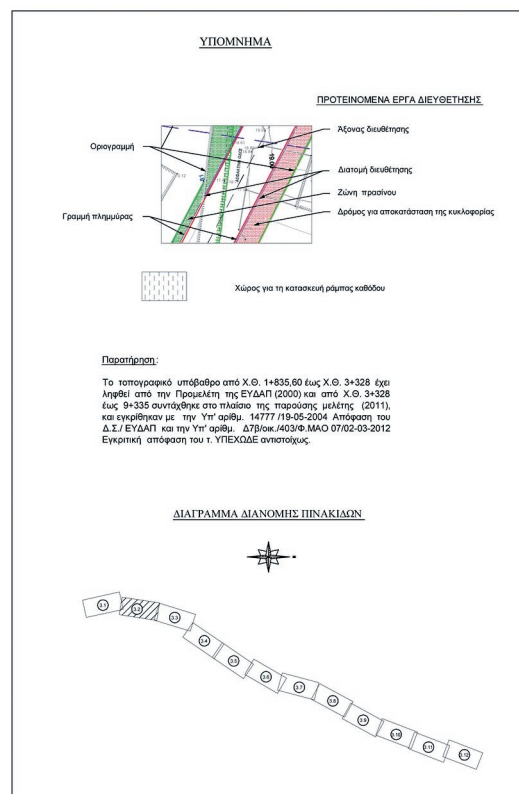 ΥΠΟΜΝΗΜΑ
ΠΡΟΤΕΙΝΟΜΕΝΑ ΕΡΓΑ ΔΙΕΥΘΕΤΗΣΗΣ
Άξονας διευθέτησης
Οριογραμμή
Διατομή διευθέτησης
Ζώνη πρασίνου
Γραμμή πλημμύρας
Δρόμος για αποκατάσταση της κυκλοφορίας
Χώρος για τη κατασκευή ράμπας καθόδου
Παρατήρηση :
Το τοπογραφικό υπόβαθρο από Χ.Θ. 1+835,60 έως Χ.Θ. 3+328 έχει
ληφθεί από την Προμελέτη της ΕΥΔΑΠ (2000) και από Χ.Θ. 3+328
έως 9+335 συντάχθηκε στο πλαίσιο της παρούσης μελέτης (2011),
και εγκρίθηκαν με την Υπ' αρίθμ. 14777 /19-05-2004 Απόφαση του
Δ.Σ./ ΕΥΔΑΠ και την Υπ' αρίθμ. Δ7β/οικ./403/Φ.ΜΑΟ 07/02-03-2012
Εγκριτική απόφαση του τ. ΥΠΕΧΩΔΕ αντιστοίχως.
ΔΙΑΓΡΑΜΜΑ ΔΙΑΝΟΜΗΣ ΠΙΝΑΚΙΔΩΝ
3.1
3.2
3.3
3.4
3.5
3.6
3.7
3.8
3.9
3.10
3.11
3.12